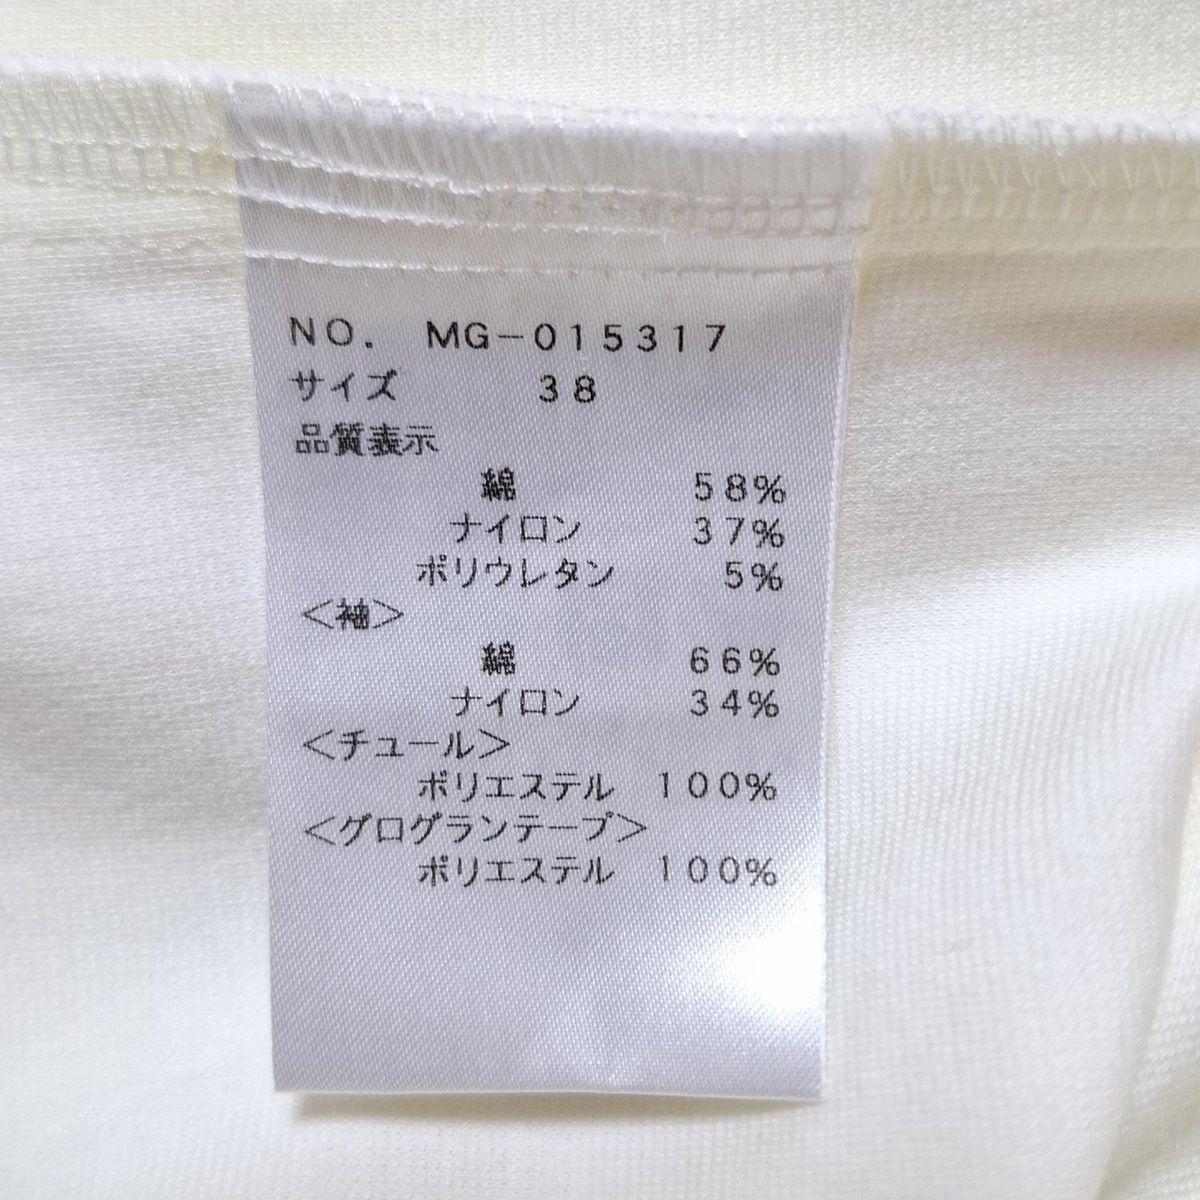 NO. MG-015317
サイズ 38
品質表示
綿 58%
ナイロン 37%
ポリウレタン 5%
<袖>
綿 66%
ナイロン 34%
<チュール>
ポリエステル 100%
<グログランテープ>
ポリエステル 100%